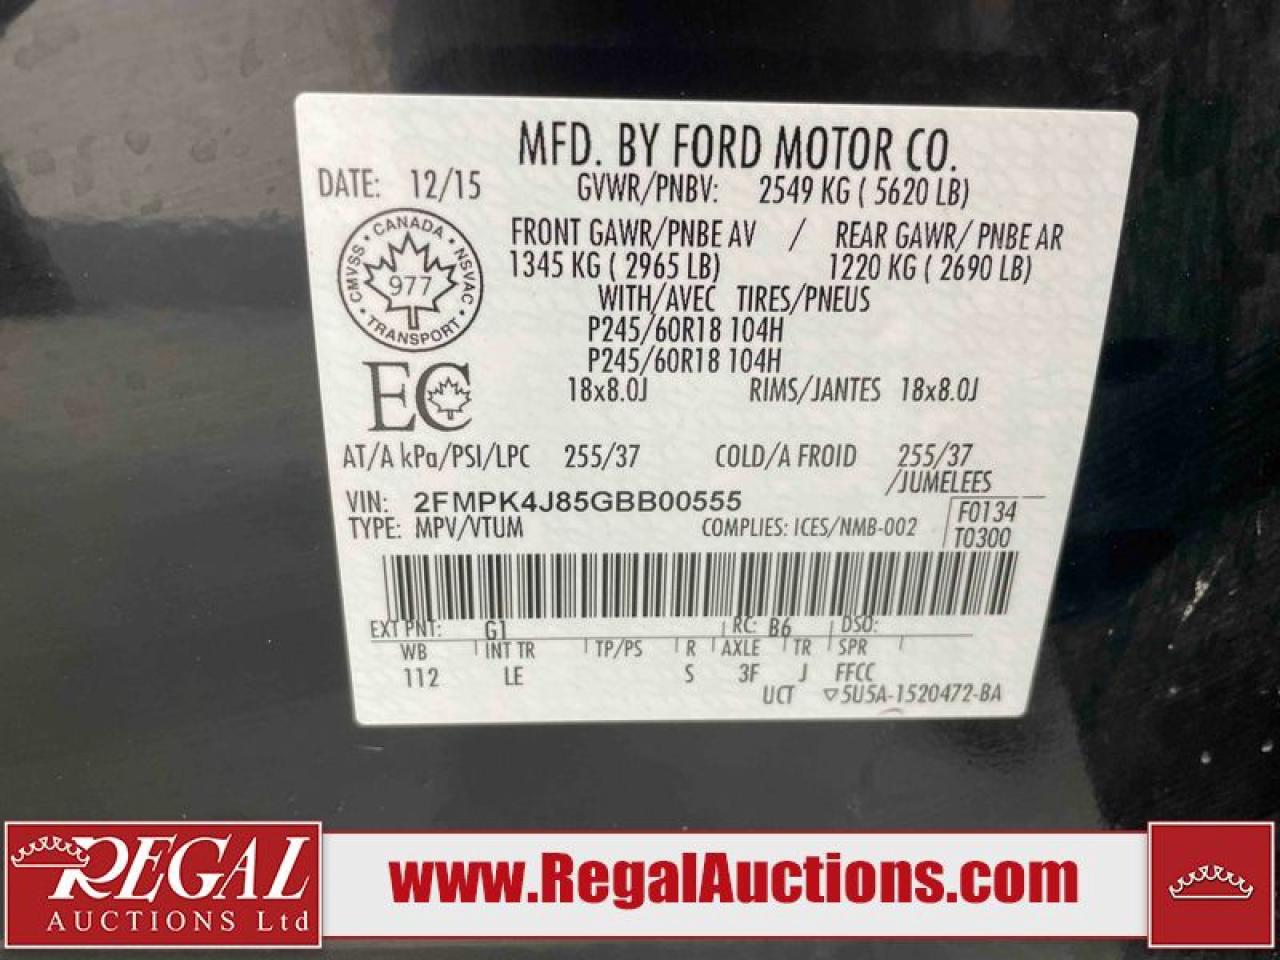 MFD. BY FORD MOTOR CO.
DATE: 12/15 GVWR/PNBV: 2549 KG ( 5620 LB)
FRONT GAWR/PNBE AV / REAR GAWR/ PNBE AR
1345 KG ( 2965 LB) 1220 KG ( 2690 LB)
WITH/AVEC TIRES/PNEUS
P245/60R18 104H
P245/60R18 104H
18x8.0J RIMS/JANTES 18x8.0J
CMVSS • CANADA • NSVAC • TRANSPORT •
977
EC
AT/A kPa/PSI/LPC 255/37 COLD/A FROID 255/37
/JUMELEES
VIN: 2FMPK4J85GBB00555
TYPE: MPV/VTUM COMPLIES: ICES/NMB-002
F0134
T0300
EXT PNT: G1 RC: B6 DSO:
WB INT TR TP/PS R AXLE TR SPR
112 LE S 3F J FFCC
UCT ▽5U5A-1520472-BA
REGAL
AUCTIONS Ltd
www.RegalAuctions.com